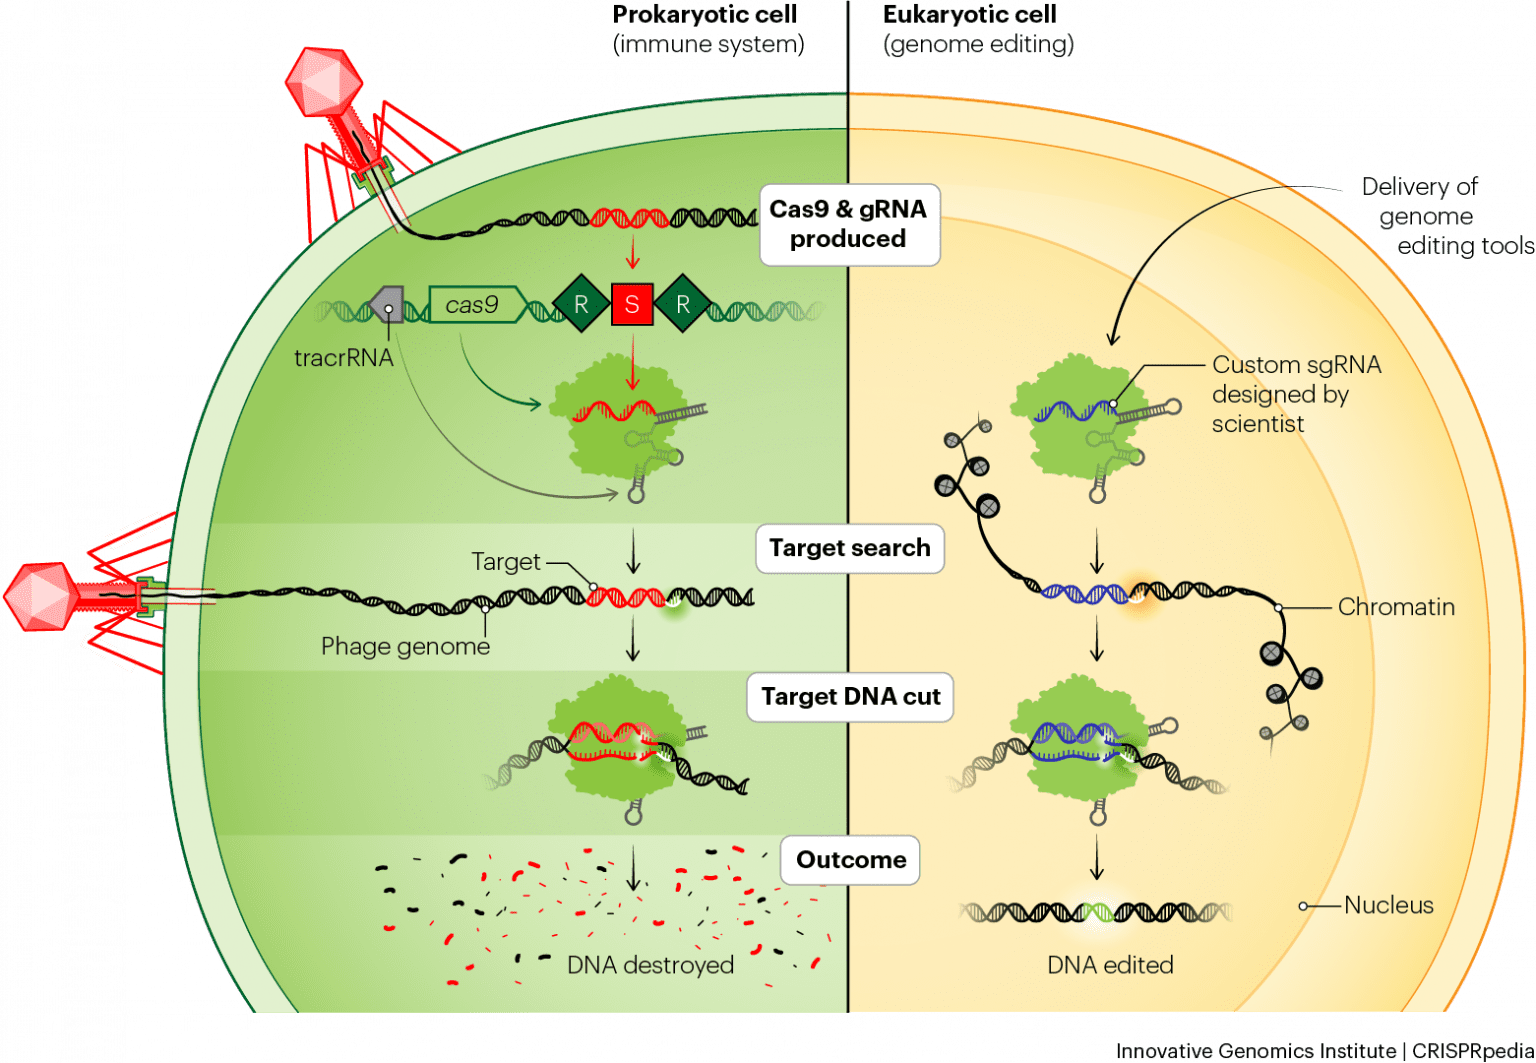 Prokaryotic cell
(immune system)
Eukaryotic cell
(genome editing)
Delivery of
genome
editing tools
Cas9 & gRNA
produced
cas9
R
S
R
tracrRNA
Custom sgRNA
designed by
scientist
Target search
Target
Phage genome
Chromatin
Target DNA cut
Outcome
Nucleus
DNA destroyed
DNA edited
Innovative Genomics Institute | CRISPRpedia